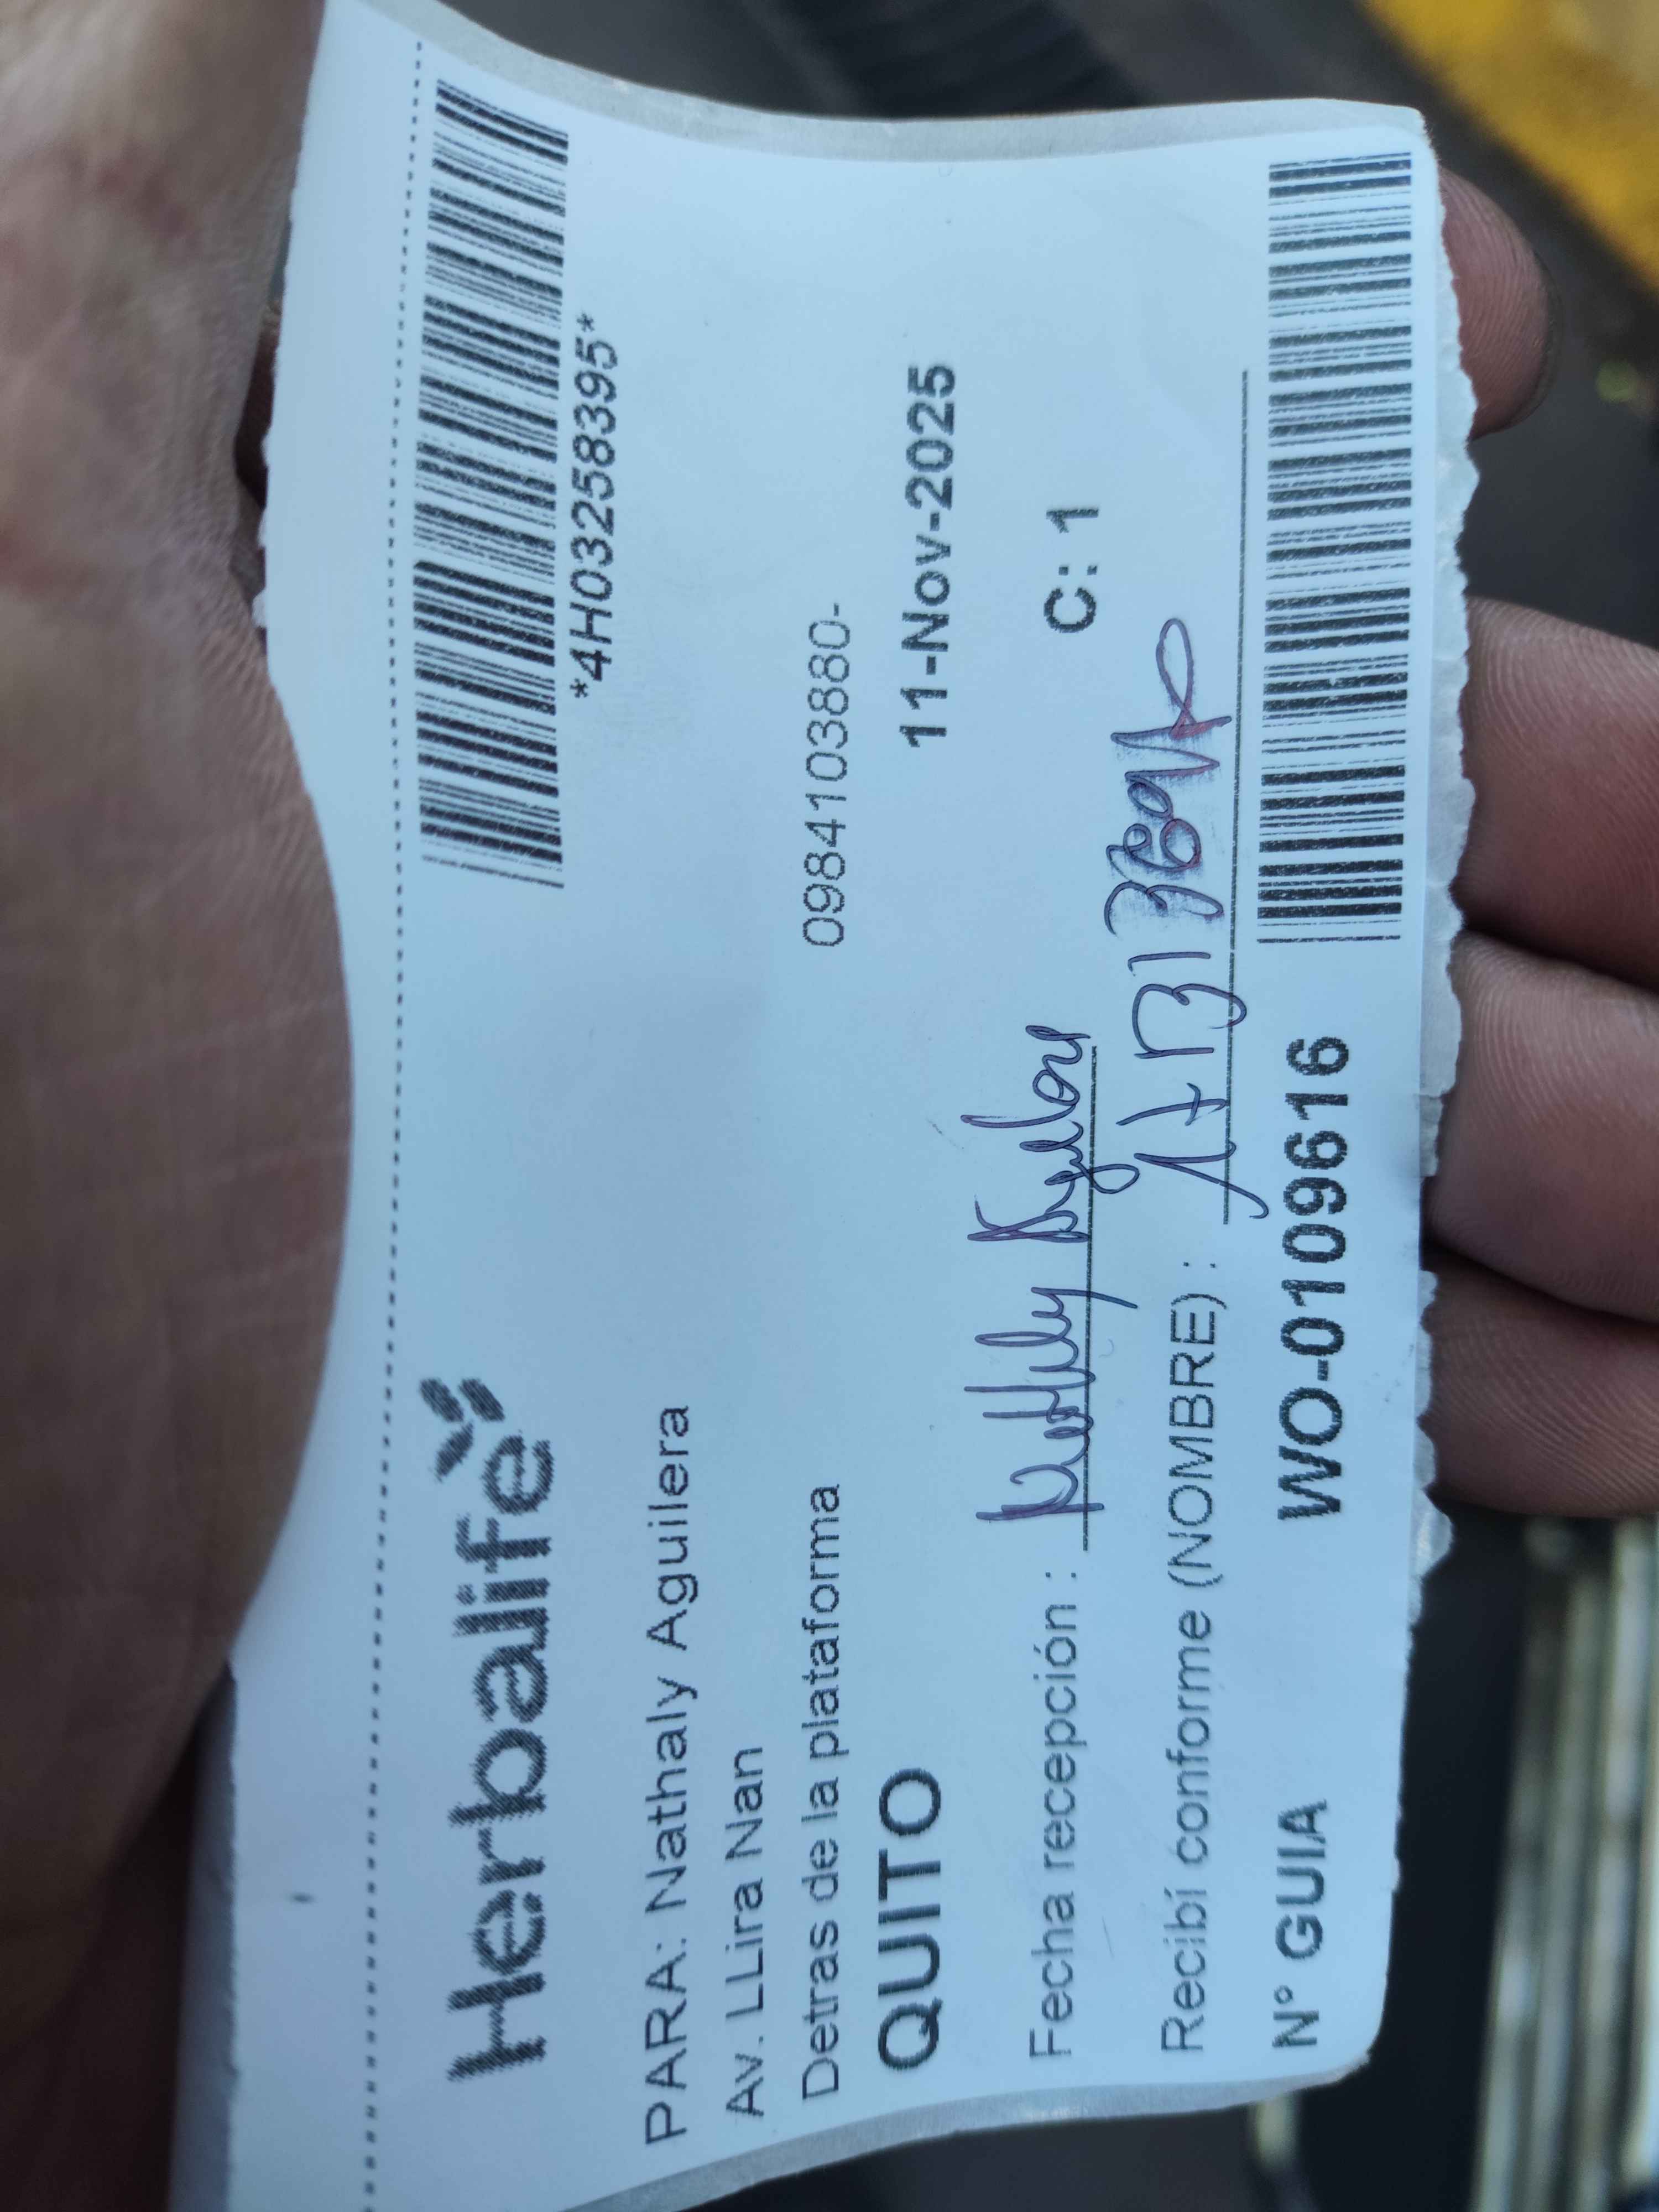 Herbalife
*4H03258395*
PARA: Nathaly Aguilera
Av. LLira Nan
Detras de la plataforma 0984103880-
QUITO 11-Nov-2025
Fecha recepción : C: 1
Recibí conforme (NOMBRE) :
N° GUIA WO-0109616